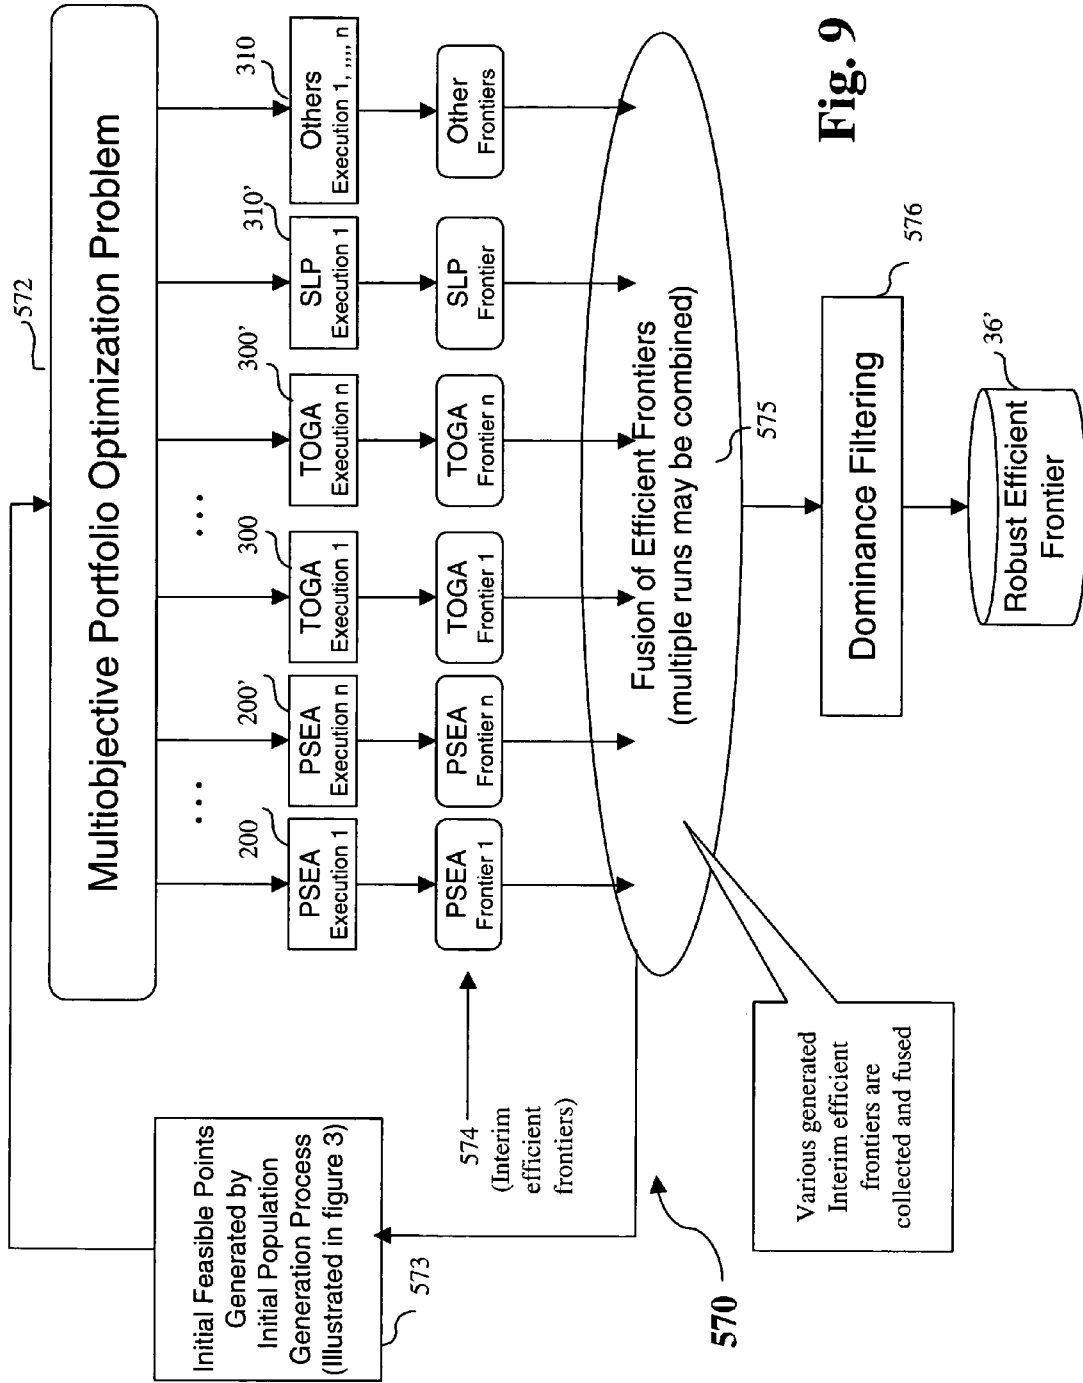 572
Multiobjective Portfolio Optimization Problem
Initial Feasible Points
Generated by
Initial Population
Generation Process
(Illustrated in figure 3)
573
. . .
. . .
200
PSEA
Execution 1
200’
PSEA
Execution n
300
TOGA
Execution 1
300’
TOGA
Execution n
310’
SLP
Execution 1
310
Others
Execution 1, ,,,, n
574
(Interim
efficient
frontiers)
PSEA
Frontier 1
PSEA
Frontier n
TOGA
Frontier 1
TOGA
Frontier n
SLP
Frontier
Other
Frontiers
Fusion of Efficient Frontiers
(multiple runs may be combined)
575
570
Various generated
Interim efficient
frontiers are
collected and fused
Dominance Filtering
576
Robust Efficient
Frontier
36’
Fig. 9